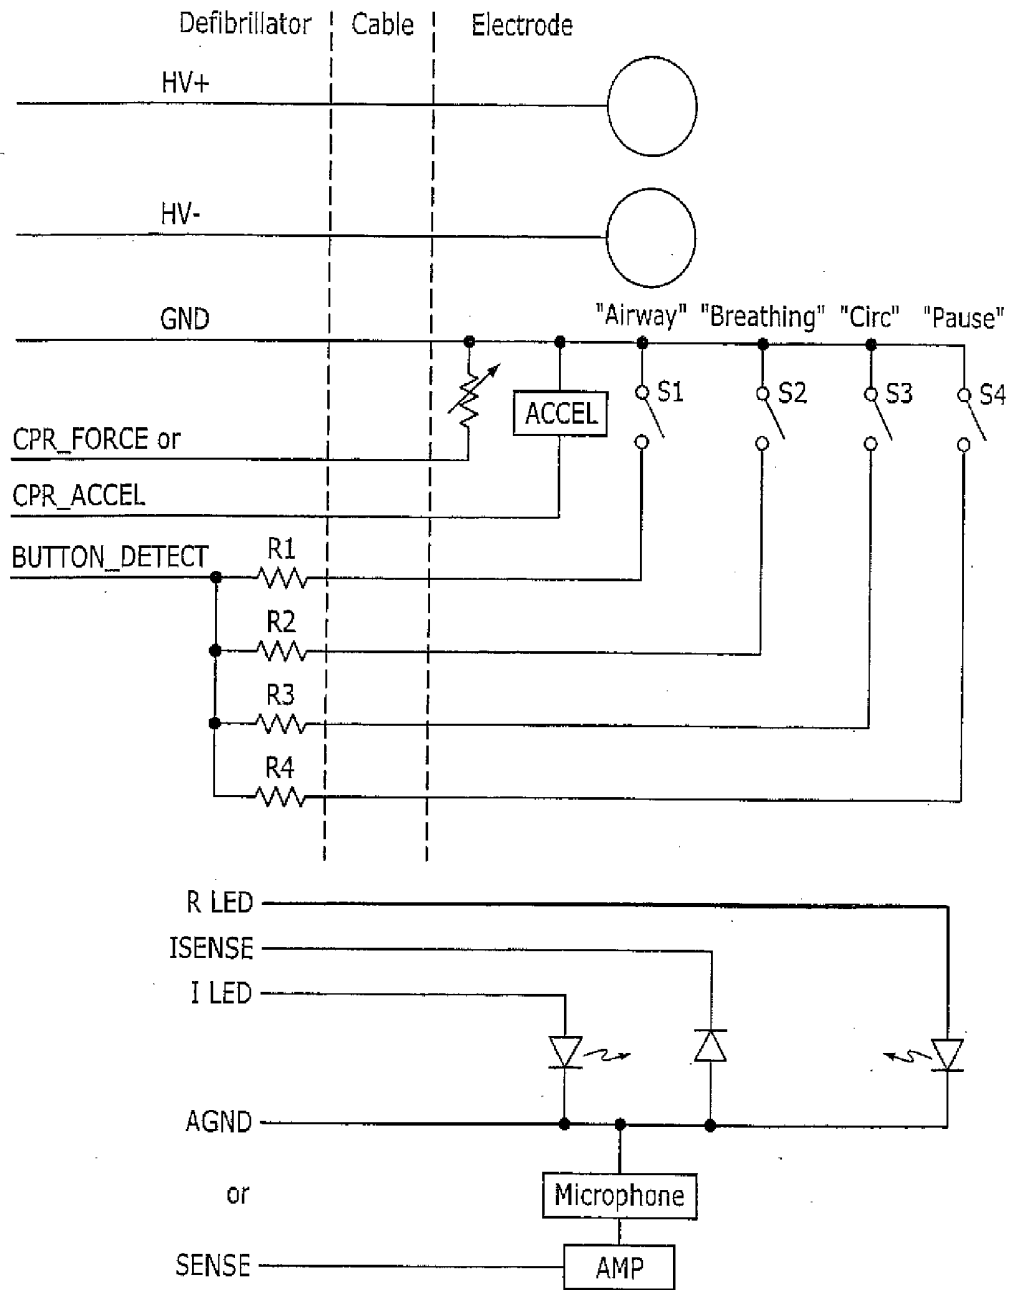 Defibrillator Cable Electrode
HV+
HV-
GND
"Airway" "Breathing" "Circ" "Pause"
S1 S2 S3 S4
ACCEL
CPR_FORCE or
CPR_ACCEL
BUTTON_DETECT
R1
R2
R3
R4
R LED
ISENSE
I LED
AGND
or
Microphone
SENSE
AMP